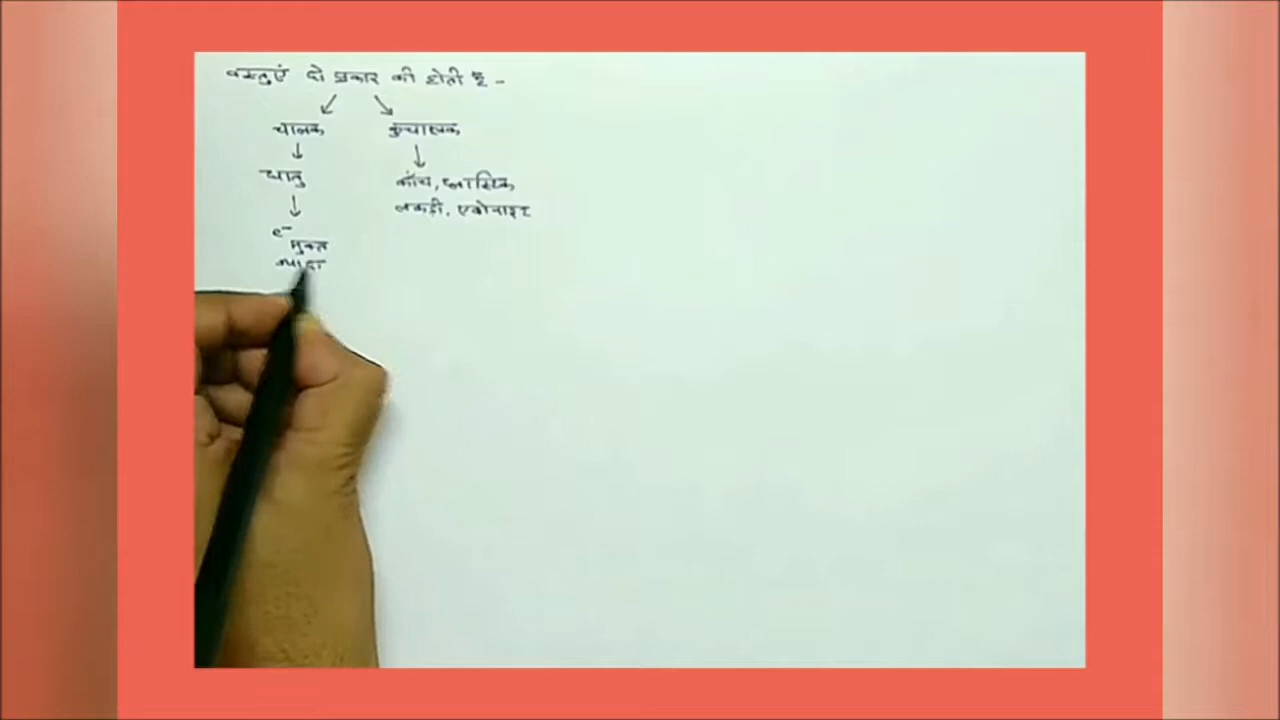 वस्तुएं दो प्रकार की होती है -
चालक कुचालक
धातु काँच, प्लास्टिक
लकड़ी, एबोनाइट
e⁻ मुक्त
ज्यादा